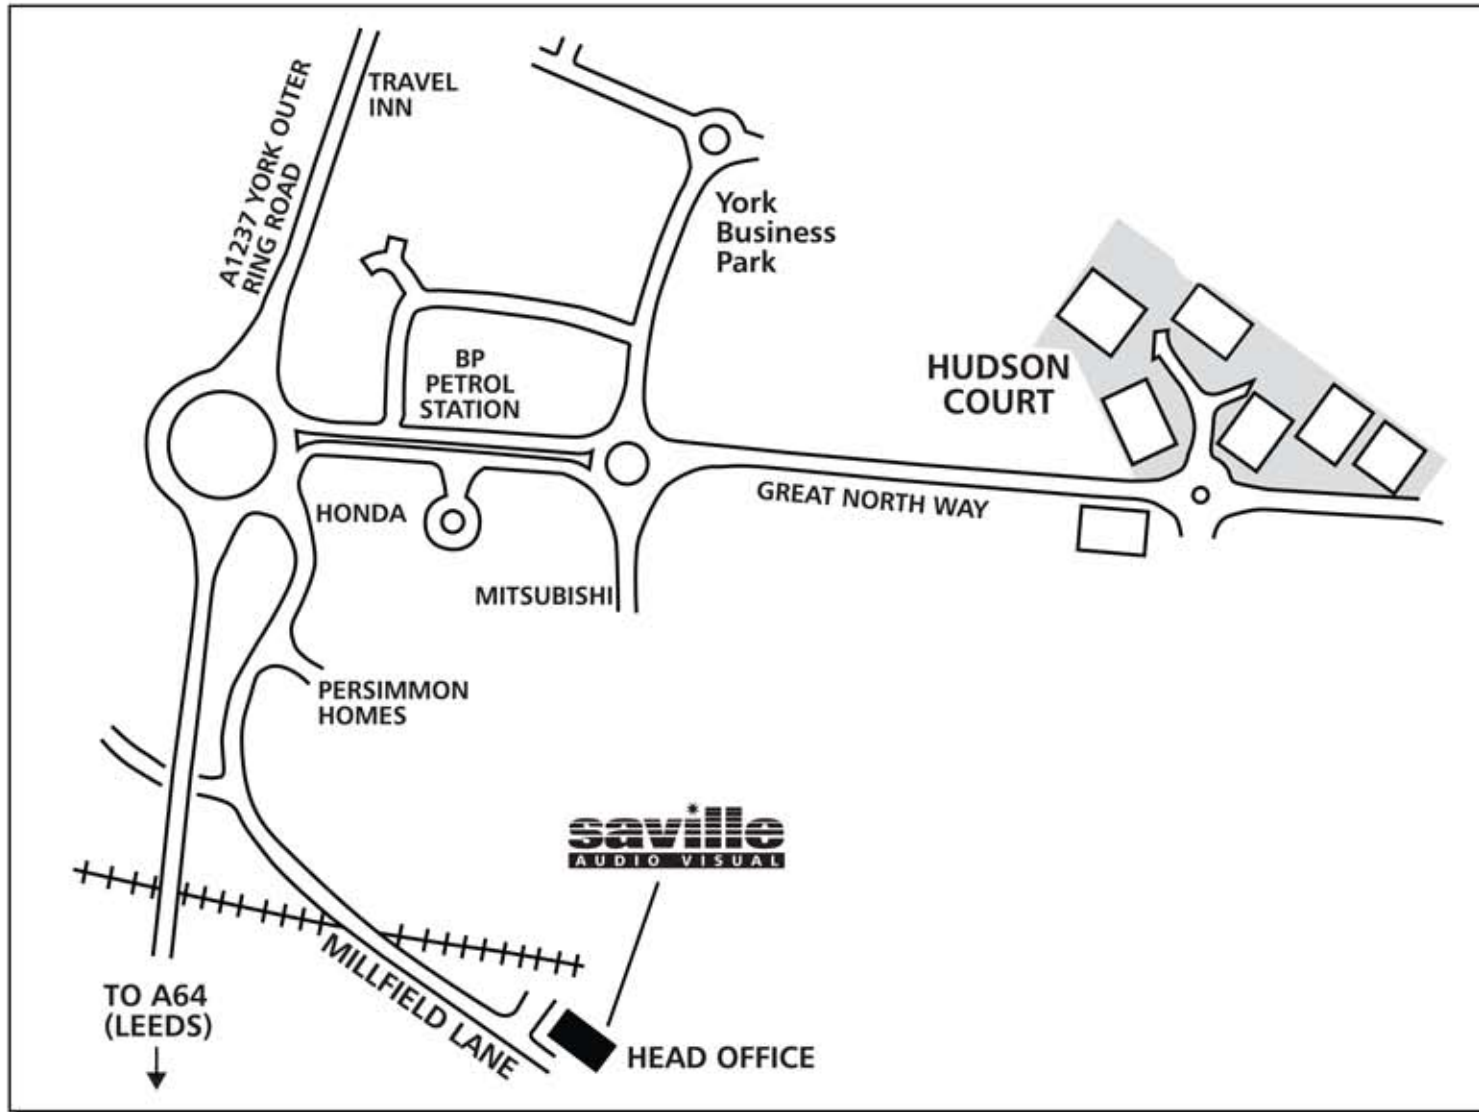 A1237 YORK OUTER
RING ROAD
TRAVEL
INN
York
Business
Park
BP
PETROL
STATION
HUDSON
COURT
GREAT NORTH WAY
HONDA
MITSUBISHI
PERSIMMON
HOMES
saville
AUDIO VISUAL
MILLFIELD LANE
TO A64
(LEEDS)
HEAD OFFICE